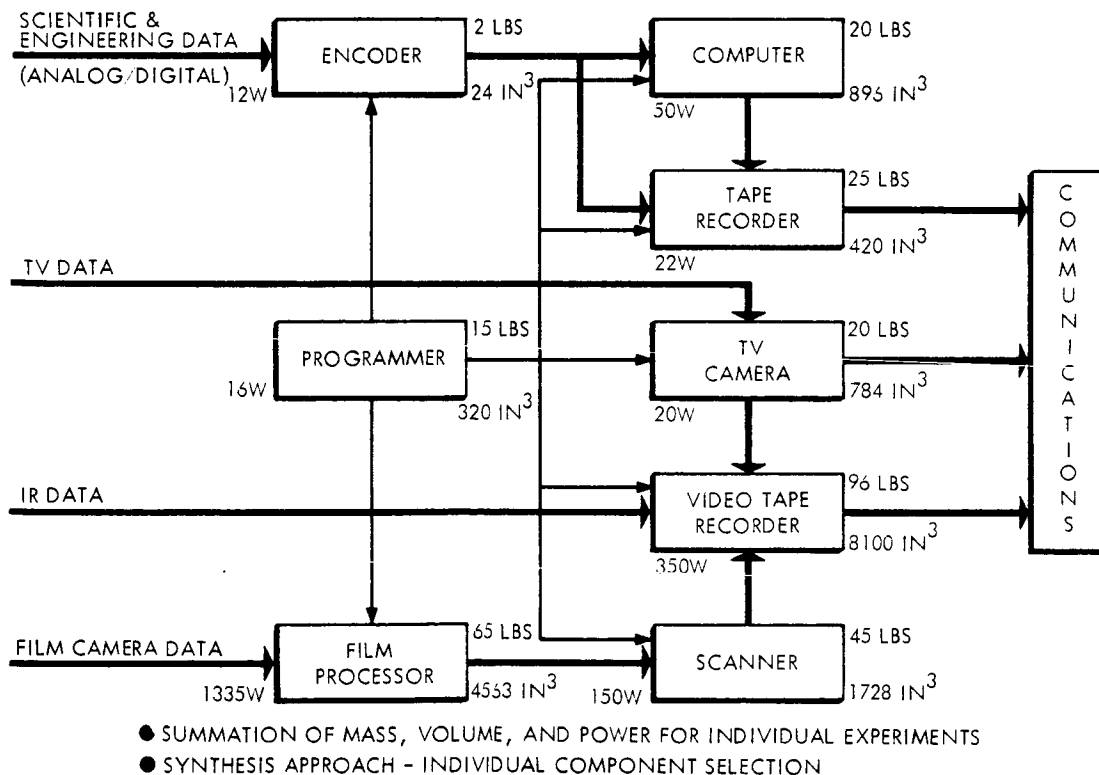 SCIENTIFIC &
ENGINEERING DATA
(ANALOG/DIGITAL)
12W
ENCODER
2 LBS
24 IN³
COMPUTER
20 LBS
50W
896 IN³
TAPE
RECORDER
25 LBS
22W
420 IN³
TV DATA
PROGRAMMER
15 LBS
16W
320 IN³
TV
CAMERA
20 LBS
20W
784 IN³
IR DATA
VIDEO TAPE
RECORDER
96 LBS
350W
8100 IN³
FILM CAMERA DATA
FILM
PROCESSOR
65 LBS
1335W
4563 IN³
SCANNER
45 LBS
150W
1728 IN³
COMMUNICATIONS
● SUMMATION OF MASS, VOLUME, AND POWER FOR INDIVIDUAL EXPERIMENTS
● SYNTHESIS APPROACH - INDIVIDUAL COMPONENT SELECTION